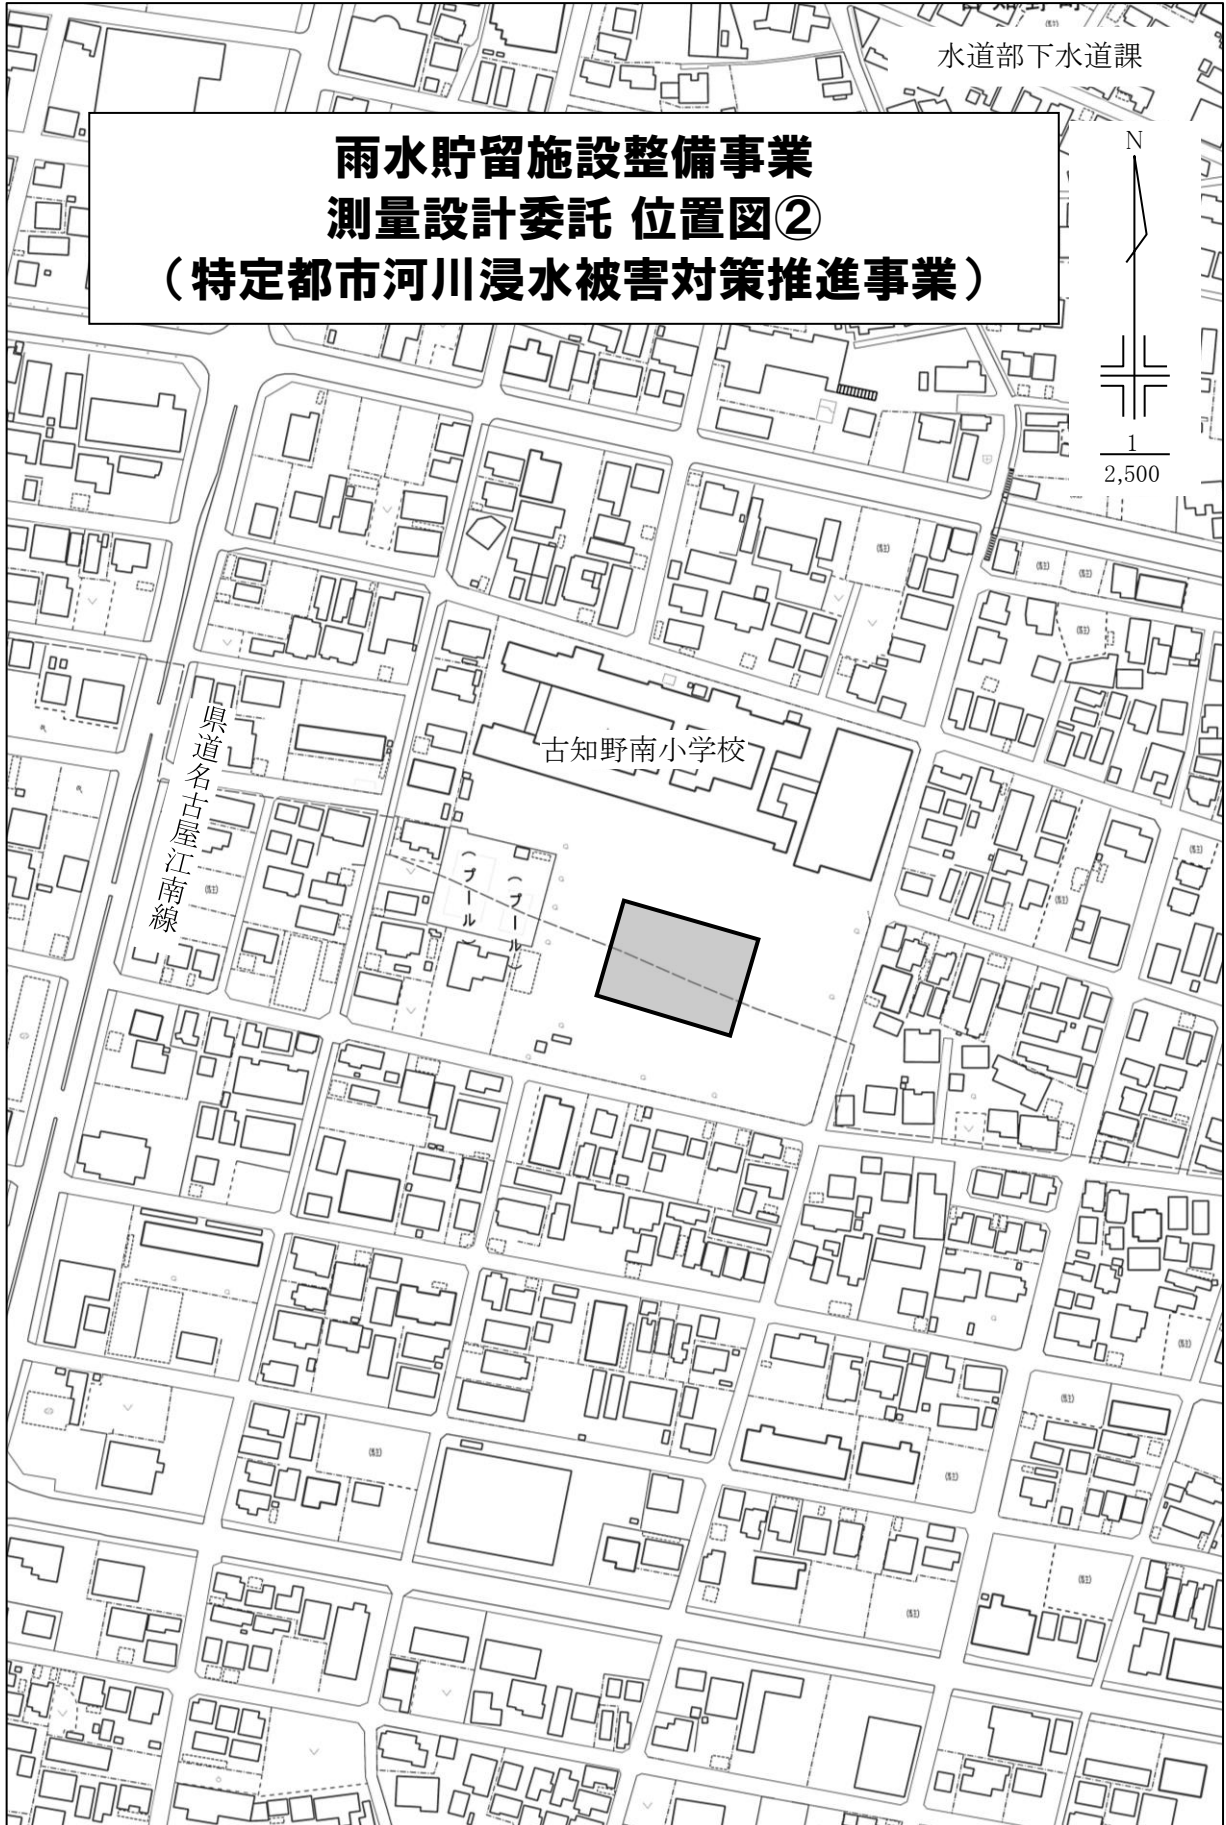 水道部下水道課
雨水貯留施設整備事業
測量設計委託 位置図②
（特定都市河川浸水被害対策推進事業）
N
1
2,500
古知野南小学校
県道名古屋江南線
（プール）
（プール）